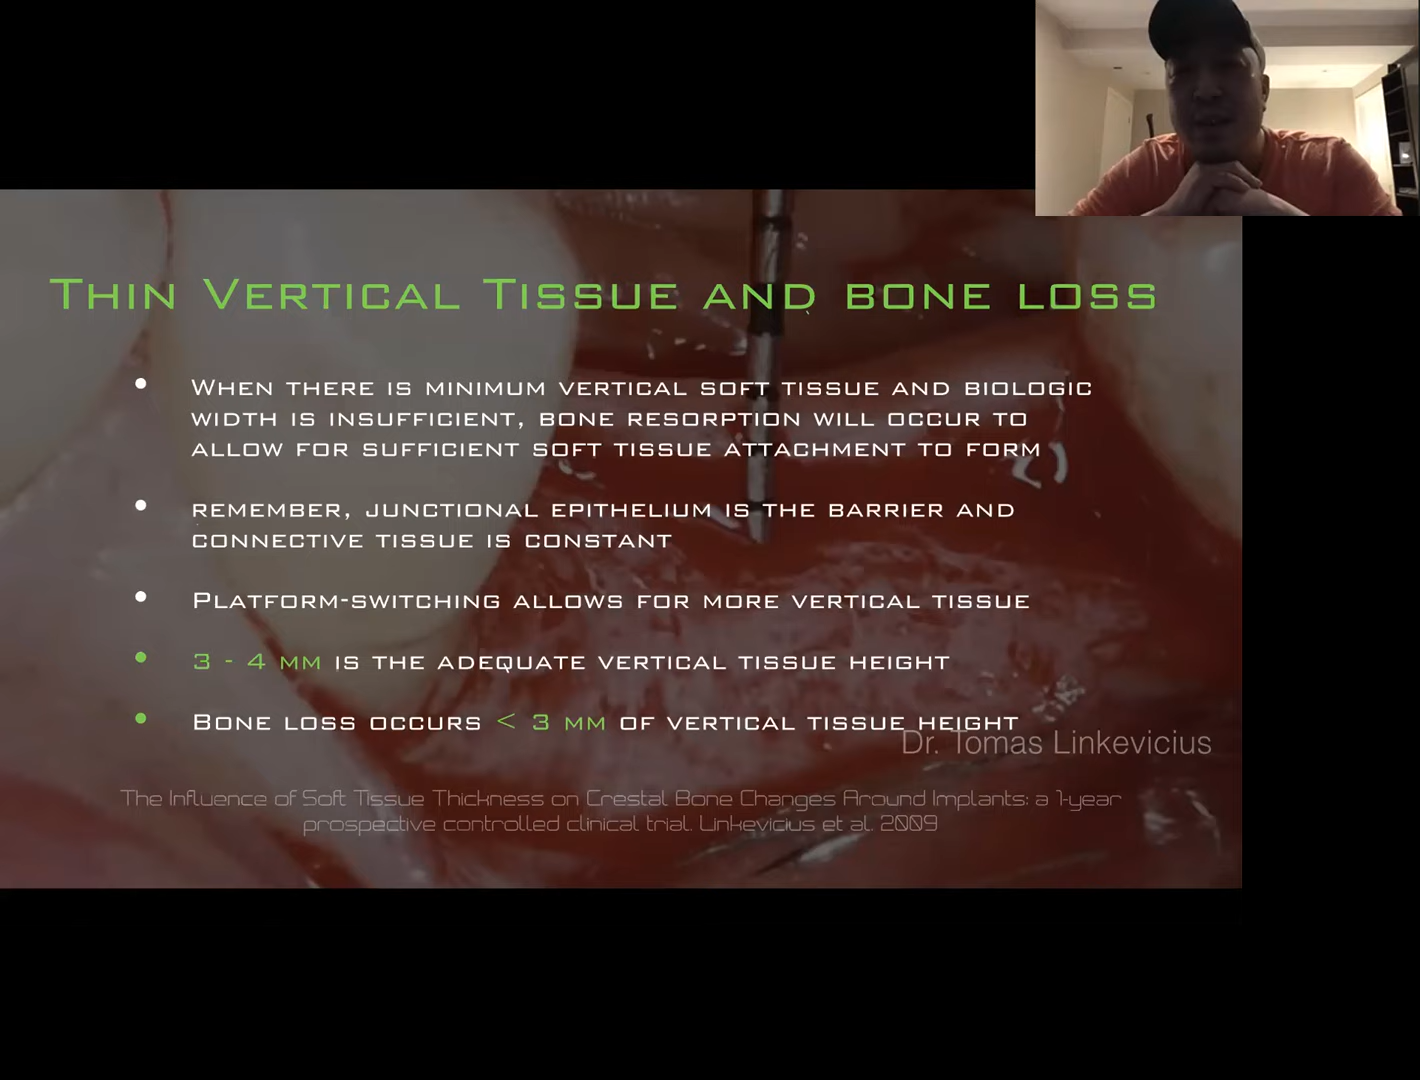 Thin Vertical Tissue and bone loss
• When there is minimum vertical soft tissue and biologic
width is insufficient, bone resorption will occur to
allow for sufficient soft tissue attachment to form
• remember, junctional epithelium is the barrier and
connective tissue is constant
• Platform-switching allows for more vertical tissue
• 3 - 4 mm is the adequate vertical tissue height
• Bone loss occurs < 3 mm of vertical tissue height
Dr. Tomas Linkevicius
The Influence of Soft Tissue Thickness on Crestal Bone Changes Around Implants: a 1-year
prospective controlled clinical trial. Linkevicius et al. 2009